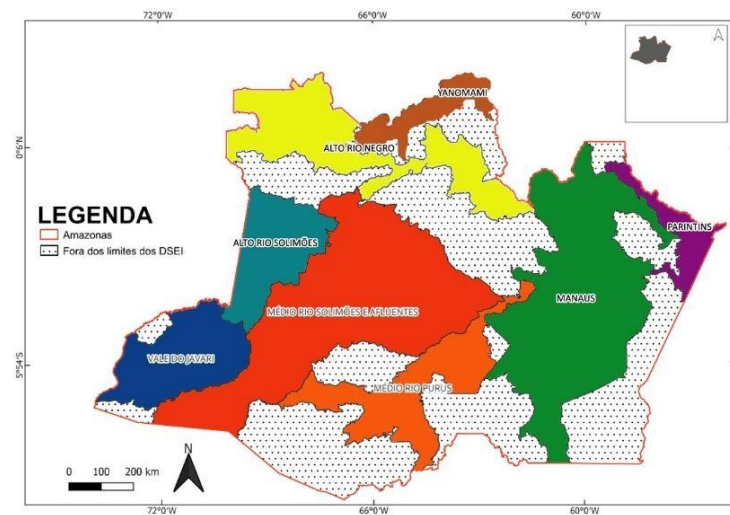 72°0'W 66°0'W 60°0'W
0°6'N
5°54'S
YANOMAMI
ALTO RIO NEGRO
PARINTINS
ALTO RIO SOLIMÕES
MANAUS
MÉDIO RIO SOLIMÕES E AFLUENTES
VALE DO JAVARI
MÉDIO RIO PURUS
LEGENDA
Amazonas
Fora dos limites dos DSEI
N
0 100 200 km
72°0'W 66°0'W 60°0'W